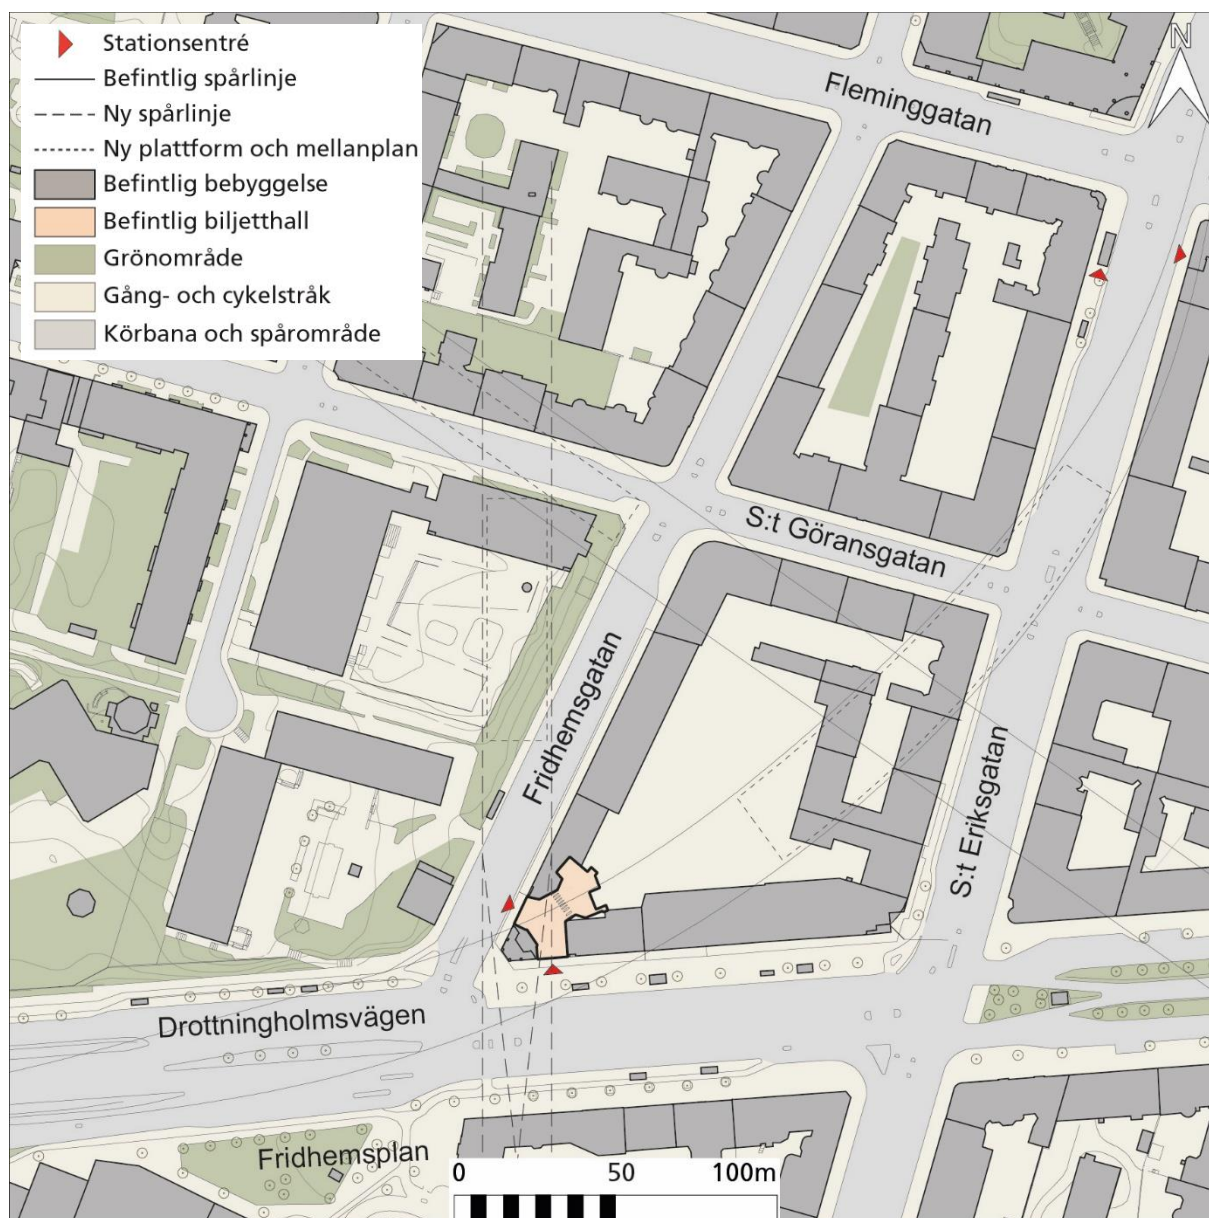 Stationsentré
Befintlig spårlinje
Ny spårlinje
Ny plattform och mellanplan
Befintlig bebyggelse
Befintlig biljetthall
Grönområde
Gång- och cykelstråk
Körbana och spårområde
N
Fleminggatan
S:t Göransgatan
Fridhemsgatan
S:t Eriksgatan
Drottningholmsvägen
Fridhemsplan
0 50 100m